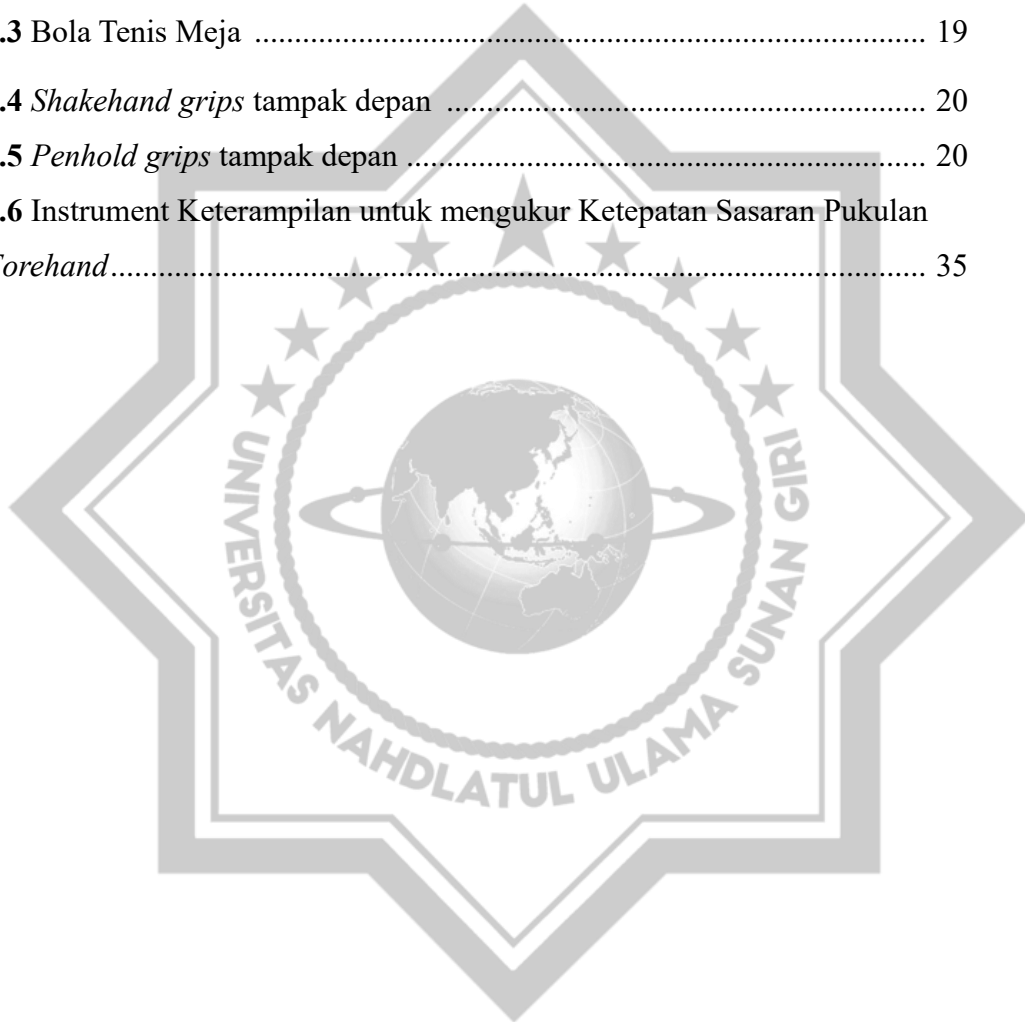 .3 Bola Tenis Meja ........................................................................................ 19
.4 Shakehand grips tampak depan ............................................................... 20
.5 Penhold grips tampak depan .................................................................... 20
.6 Instrument Keterampilan untuk mengukur Ketepatan Sasaran Pukulan
orehand........................................................................................................... 35
UNIVERSITAS NAHDLATUL ULAMA SUNAN GIRI